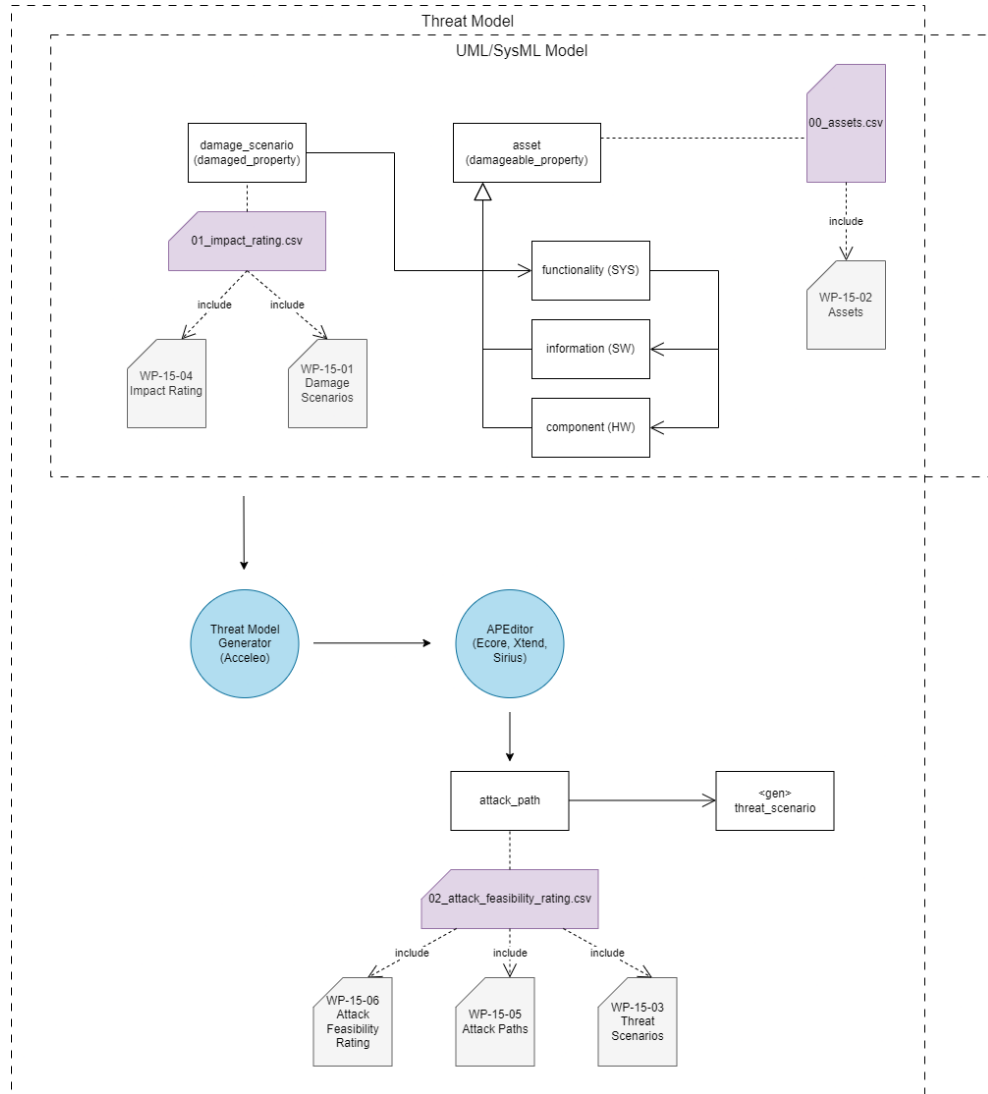 Threat Model
UML/SysML Model
00_assets.csv
damage_scenario
(damaged_property)
asset
(damageable_property)
include
01_impact_rating.csv
functionality (SYS)
WP-15-02
Assets
include
include
information (SW)
WP-15-04
Impact Rating
WP-15-01
Damage
Scenarios
component (HW)
Threat Model
Generator
(Acceleo)
APEditor
(Ecore, Xtend,
Sirius)
attack_path
<gen>
threat_scenario
02_attack_feasibility_rating.csv
include
include
include
WP-15-06
Attack
Feasibility
Rating
WP-15-05
Attack Paths
WP-15-03
Threat
Scenarios